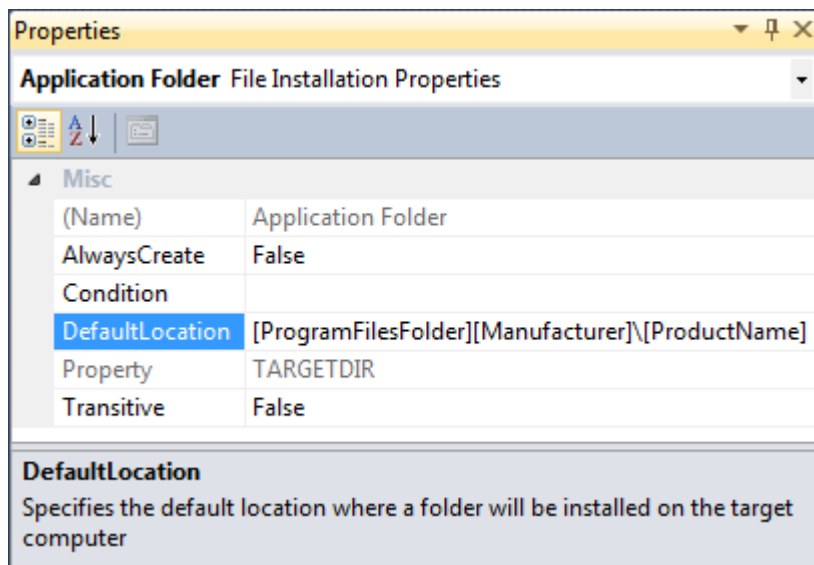 Properties
Application Folder File Installation Properties
Misc
(Name) Application Folder
AlwaysCreate False
Condition
DefaultLocation [ProgramFilesFolder][Manufacturer]\[ProductName]
Property TARGETDIR
Transitive False
DefaultLocation
Specifies the default location where a folder will be installed on the target
computer